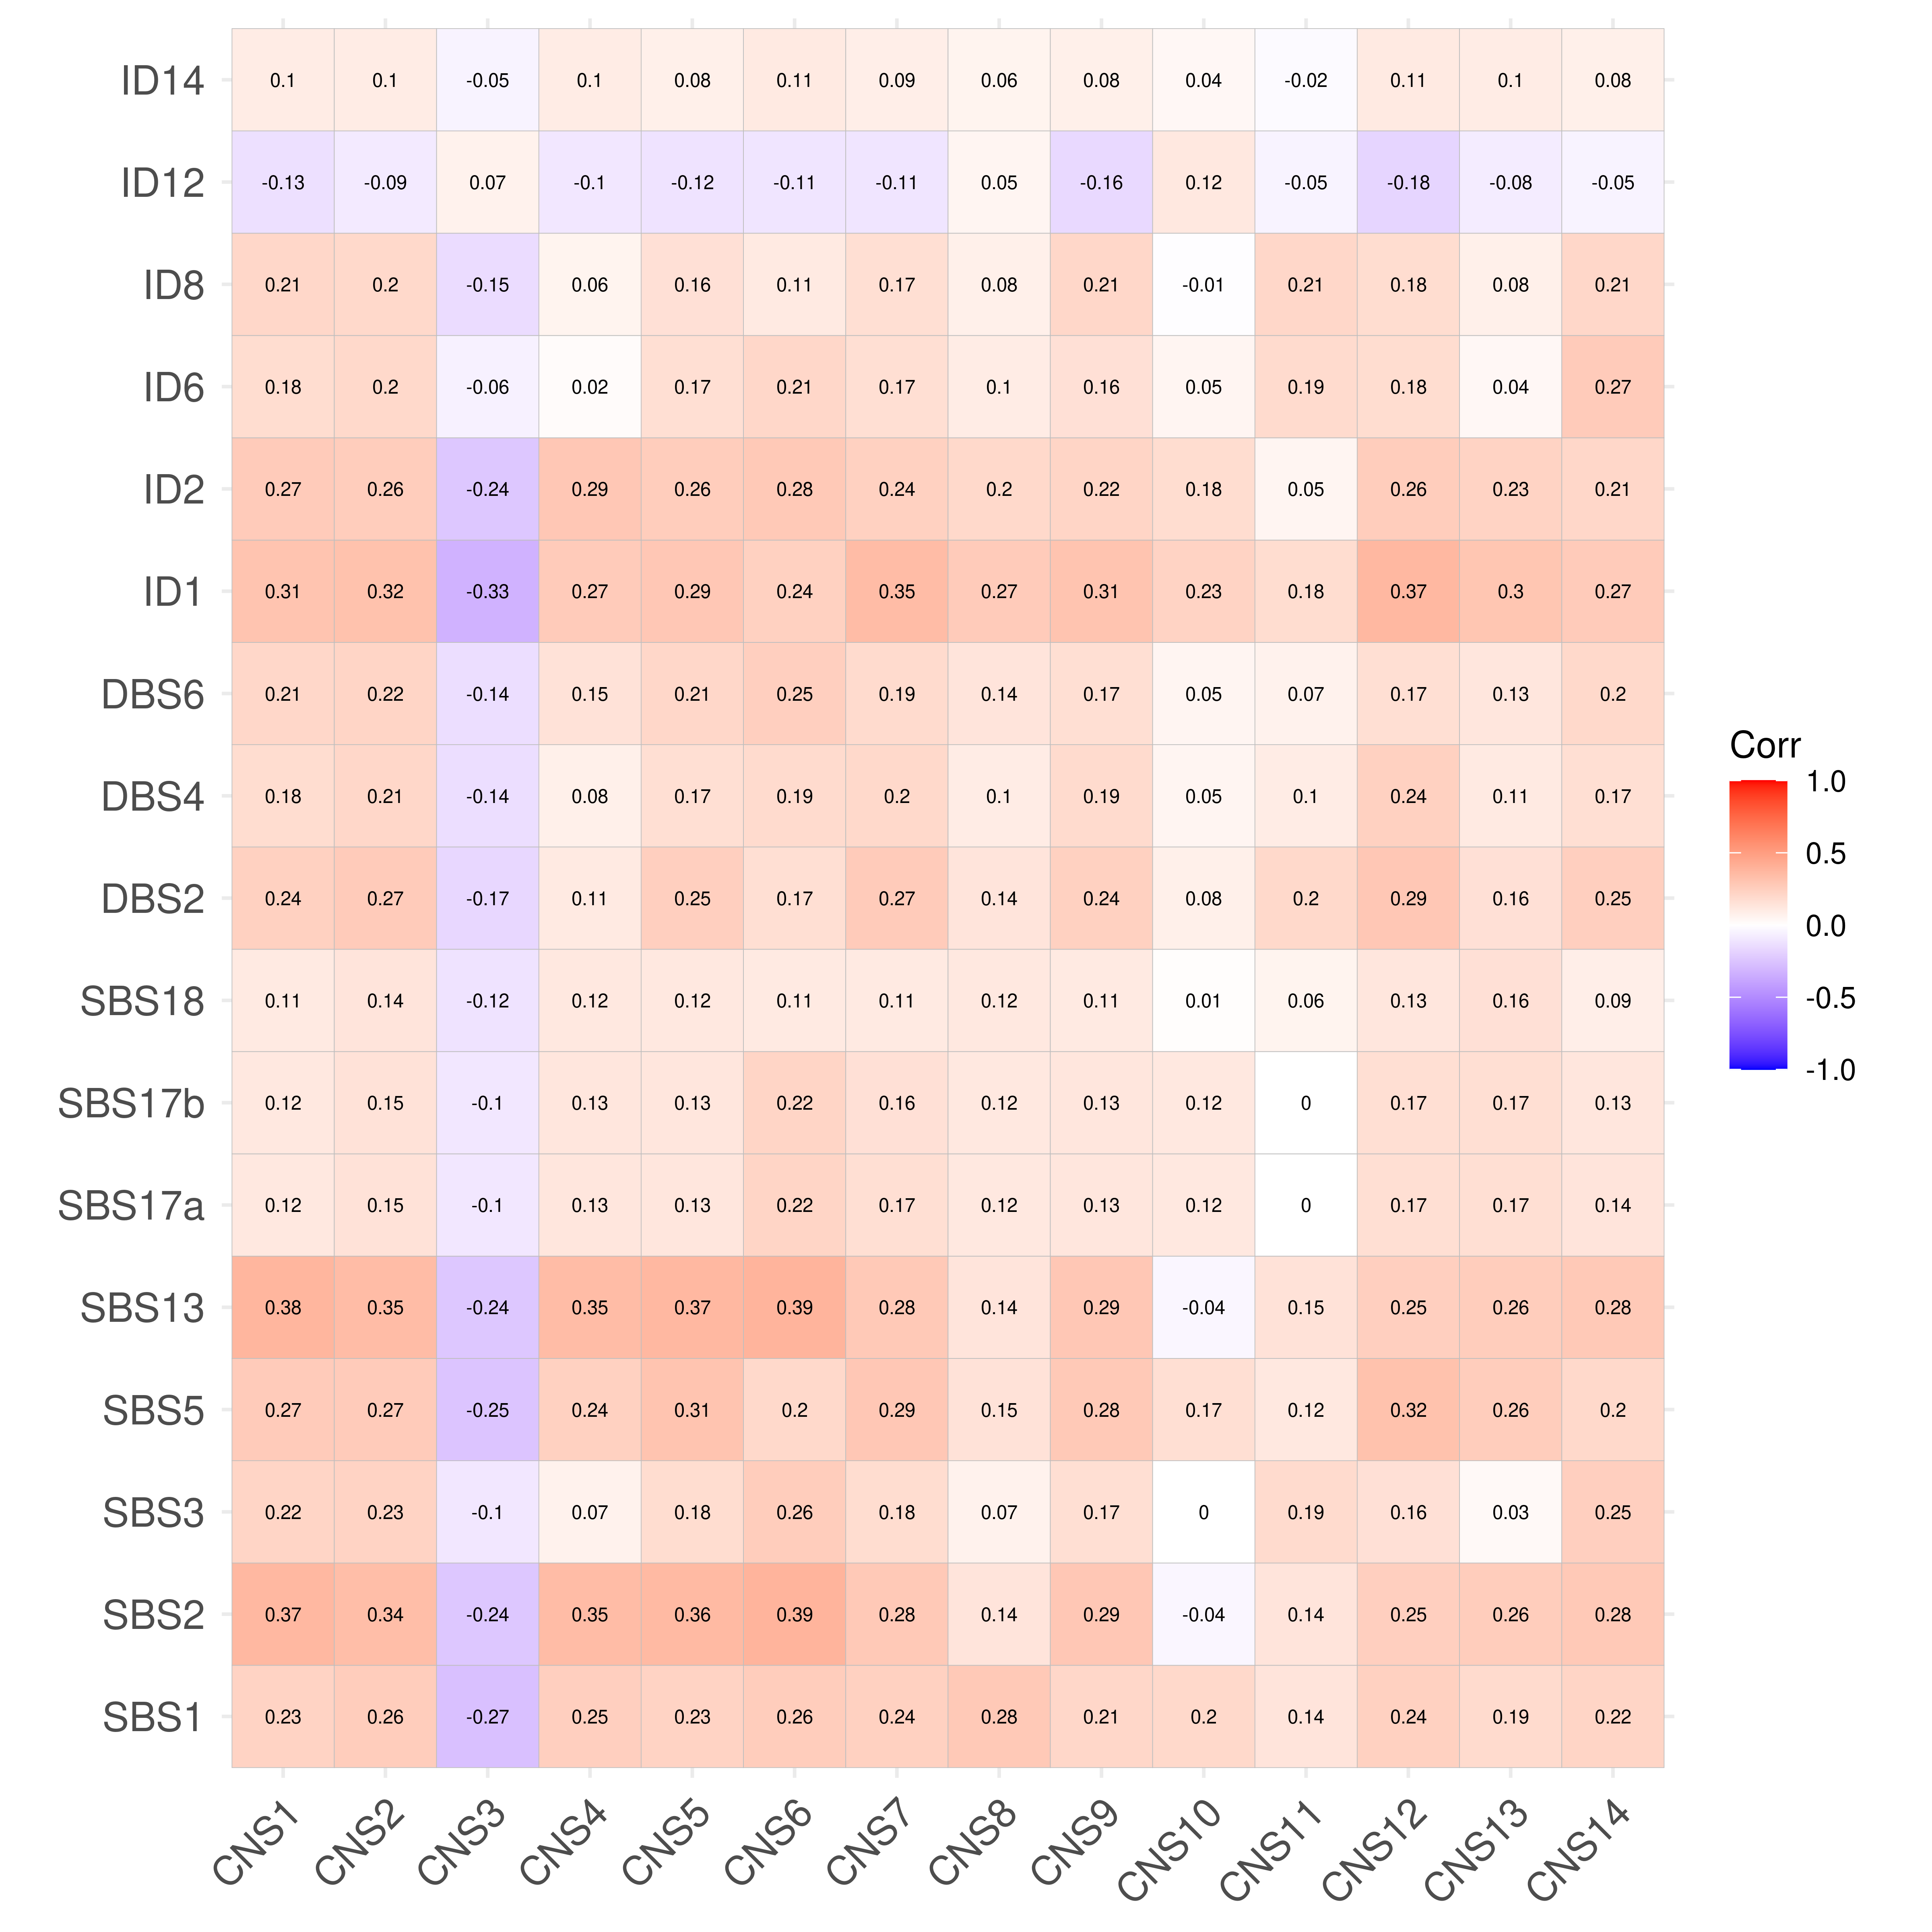 ID14 0.1 0.1 -0.05 0.1 0.08 0.11 0.09 0.06 0.08 0.04 -0.02 0.11 0.1 0.08
ID12 -0.13 -0.09 0.07 -0.1 -0.12 -0.11 -0.11 0.05 -0.16 0.12 -0.05 -0.18 -0.08 -0.05
ID8 0.21 0.2 -0.15 0.06 0.16 0.11 0.17 0.08 0.21 -0.01 0.21 0.18 0.08 0.21
ID6 0.18 0.2 -0.06 0.02 0.17 0.21 0.17 0.1 0.16 0.05 0.19 0.18 0.04 0.27
ID2 0.27 0.26 -0.24 0.29 0.26 0.28 0.24 0.2 0.22 0.18 0.05 0.26 0.23 0.21
ID1 0.31 0.32 -0.33 0.27 0.29 0.24 0.35 0.27 0.31 0.23 0.18 0.37 0.3 0.27
DBS6 0.21 0.22 -0.14 0.15 0.21 0.25 0.19 0.14 0.17 0.05 0.07 0.17 0.13 0.2
DBS4 0.18 0.21 -0.14 0.08 0.17 0.19 0.2 0.1 0.19 0.05 0.1 0.24 0.11 0.17
DBS2 0.24 0.27 -0.17 0.11 0.25 0.17 0.27 0.14 0.24 0.08 0.2 0.29 0.16 0.25
SBS18 0.11 0.14 -0.12 0.12 0.12 0.11 0.11 0.12 0.11 0.01 0.06 0.13 0.16 0.09
SBS17b 0.12 0.15 -0.1 0.13 0.13 0.22 0.16 0.12 0.13 0.12 0 0.17 0.17 0.13
SBS17a 0.12 0.15 -0.1 0.13 0.13 0.22 0.17 0.12 0.13 0.12 0 0.17 0.17 0.14
SBS13 0.38 0.35 -0.24 0.35 0.37 0.39 0.28 0.14 0.29 -0.04 0.15 0.25 0.26 0.28
SBS5 0.27 0.27 -0.25 0.24 0.31 0.2 0.29 0.15 0.28 0.17 0.12 0.32 0.26 0.2
SBS3 0.22 0.23 -0.1 0.07 0.18 0.26 0.18 0.07 0.17 0 0.19 0.16 0.03 0.25
SBS2 0.37 0.34 -0.24 0.35 0.36 0.39 0.28 0.14 0.29 -0.04 0.14 0.25 0.26 0.28
SBS1 0.23 0.26 -0.27 0.25 0.23 0.26 0.24 0.28 0.21 0.2 0.14 0.24 0.19 0.22
CNS1 CNS2 CNS3 CNS4 CNS5 CNS6 CNS7 CNS8 CNS9 CNS10 CNS11 CNS12 CNS13 CNS14
Corr
1.0
0.5
0.0
-0.5
-1.0